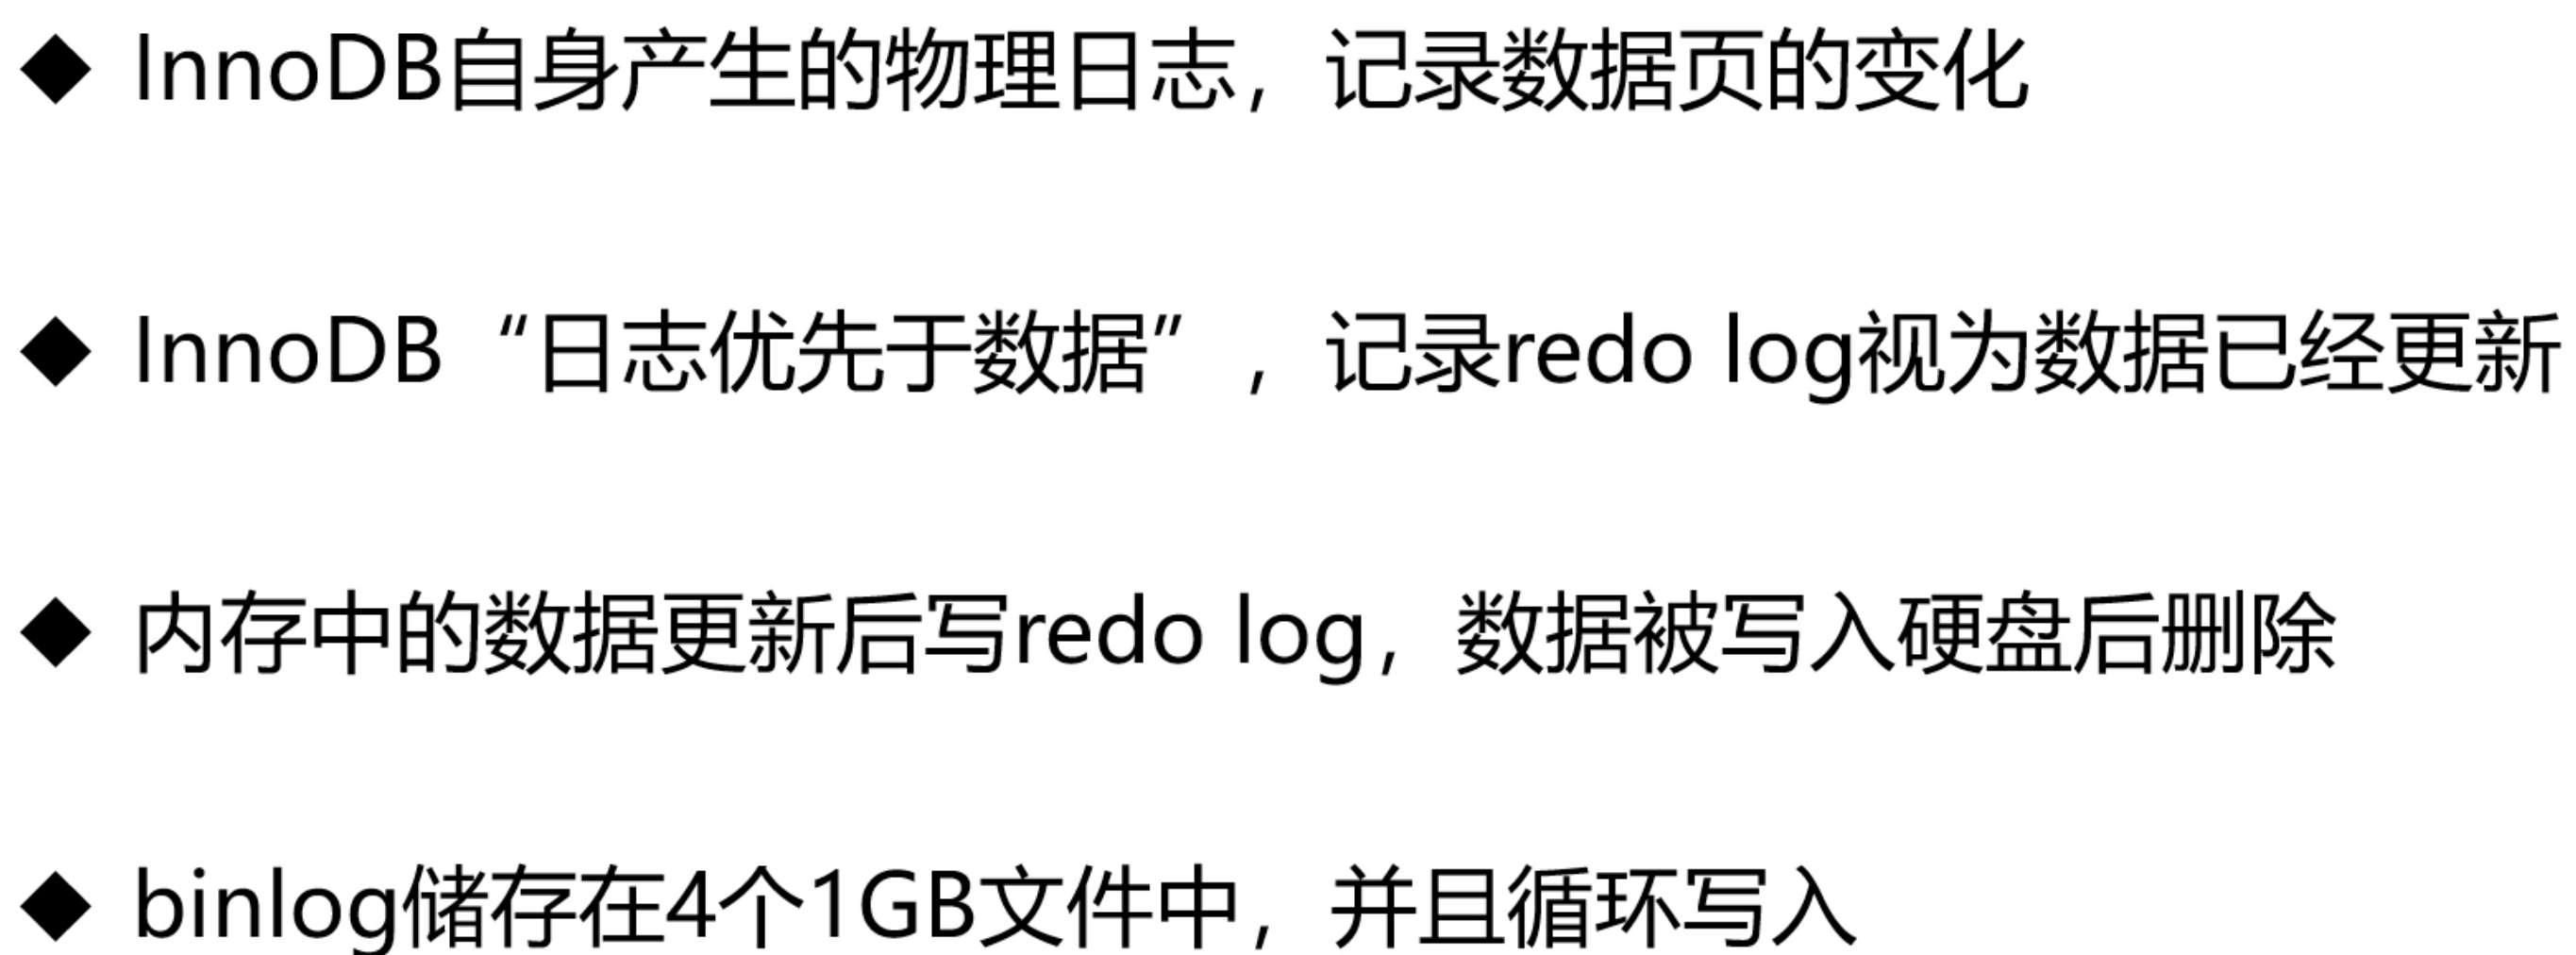 ◆ InnoDB自身产生的物理日志，记录数据页的变化
◆ InnoDB“日志优先于数据”，记录redo log视为数据已经更新
◆ 内存中的数据更新后写redo log，数据被写入硬盘后删除
◆ binlog储存在4个1GB文件中，并且循环写入